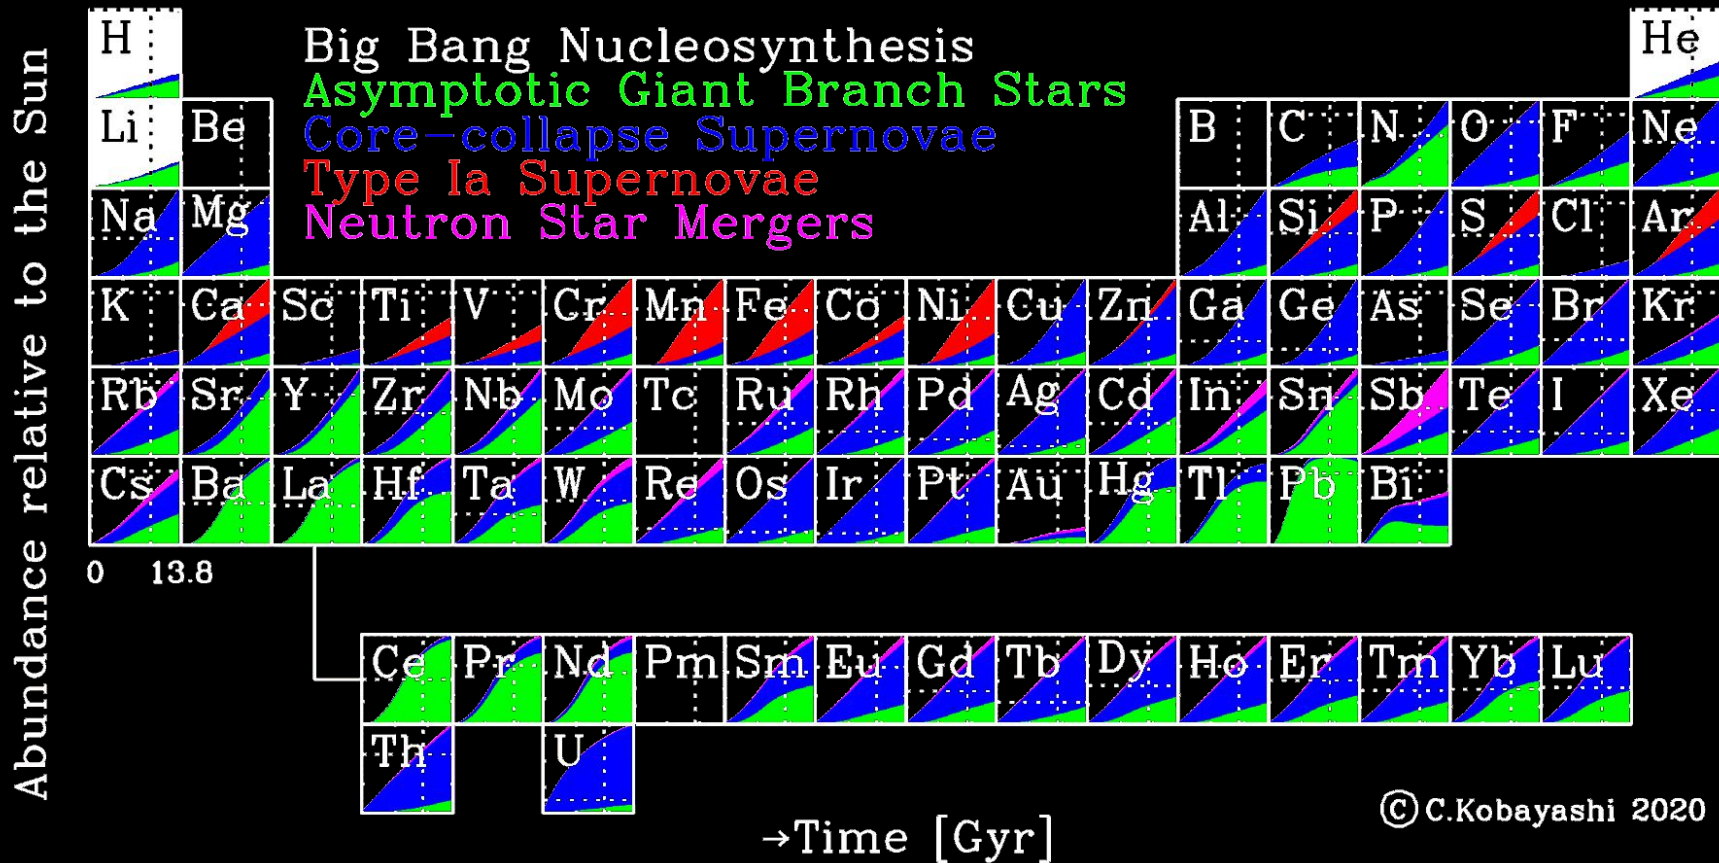 H
Big Bang Nucleosynthesis
He
Asymptotic Giant Branch Stars
Li Be
Core-collapse Supernovae
B C N O F Ne
Type Ia Supernovae
Na Mg
Neutron Star Mergers
Al Si P S Cl Ar
K Ca Sc Ti V Cr Mn Fe Co Ni Cu Zn Ga Ge As Se Br Kr
Rb Sr Y Zr Nb Mo Tc Ru Rh Pd Ag Cd In Sn Sb Te I Xe
Cs Ba La Hf Ta W Re Os Ir Pt Au Hg Tl Pb Bi
0 13.8
Ce Pr Nd Pm Sm Eu Gd Tb Dy Ho Er Tm Yb Lu
Th U
→Time [Gyr]
© C.Kobayashi 2020
Abundance relative to the Sun